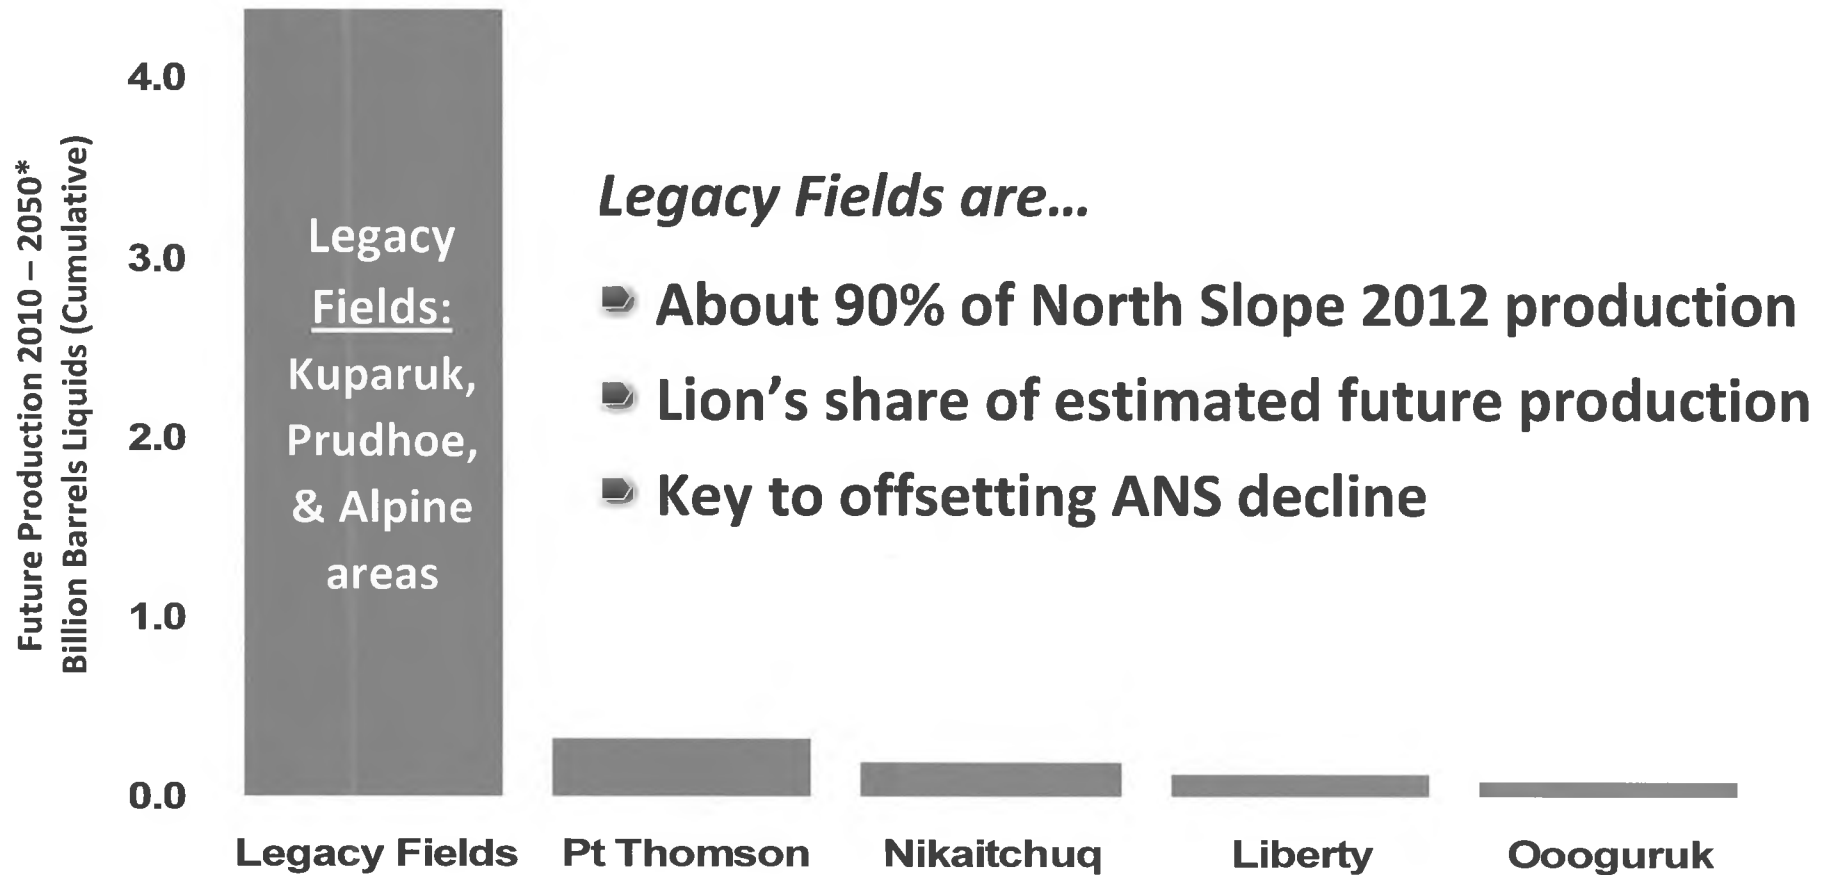 Future Production 2010 – 2050*
Billion Barrels Liquids (Cumulative)
4.0
3.0
2.0
1.0
0.0
Legacy
Fields:
Kuparuk,
Prudhoe,
& Alpine
areas
Legacy Fields are...
About 90% of North Slope 2012 production
Lion's share of estimated future production
Key to offsetting ANS decline
Legacy Fields
Pt Thomson
Nikaitchuq
Liberty
Oooguruk